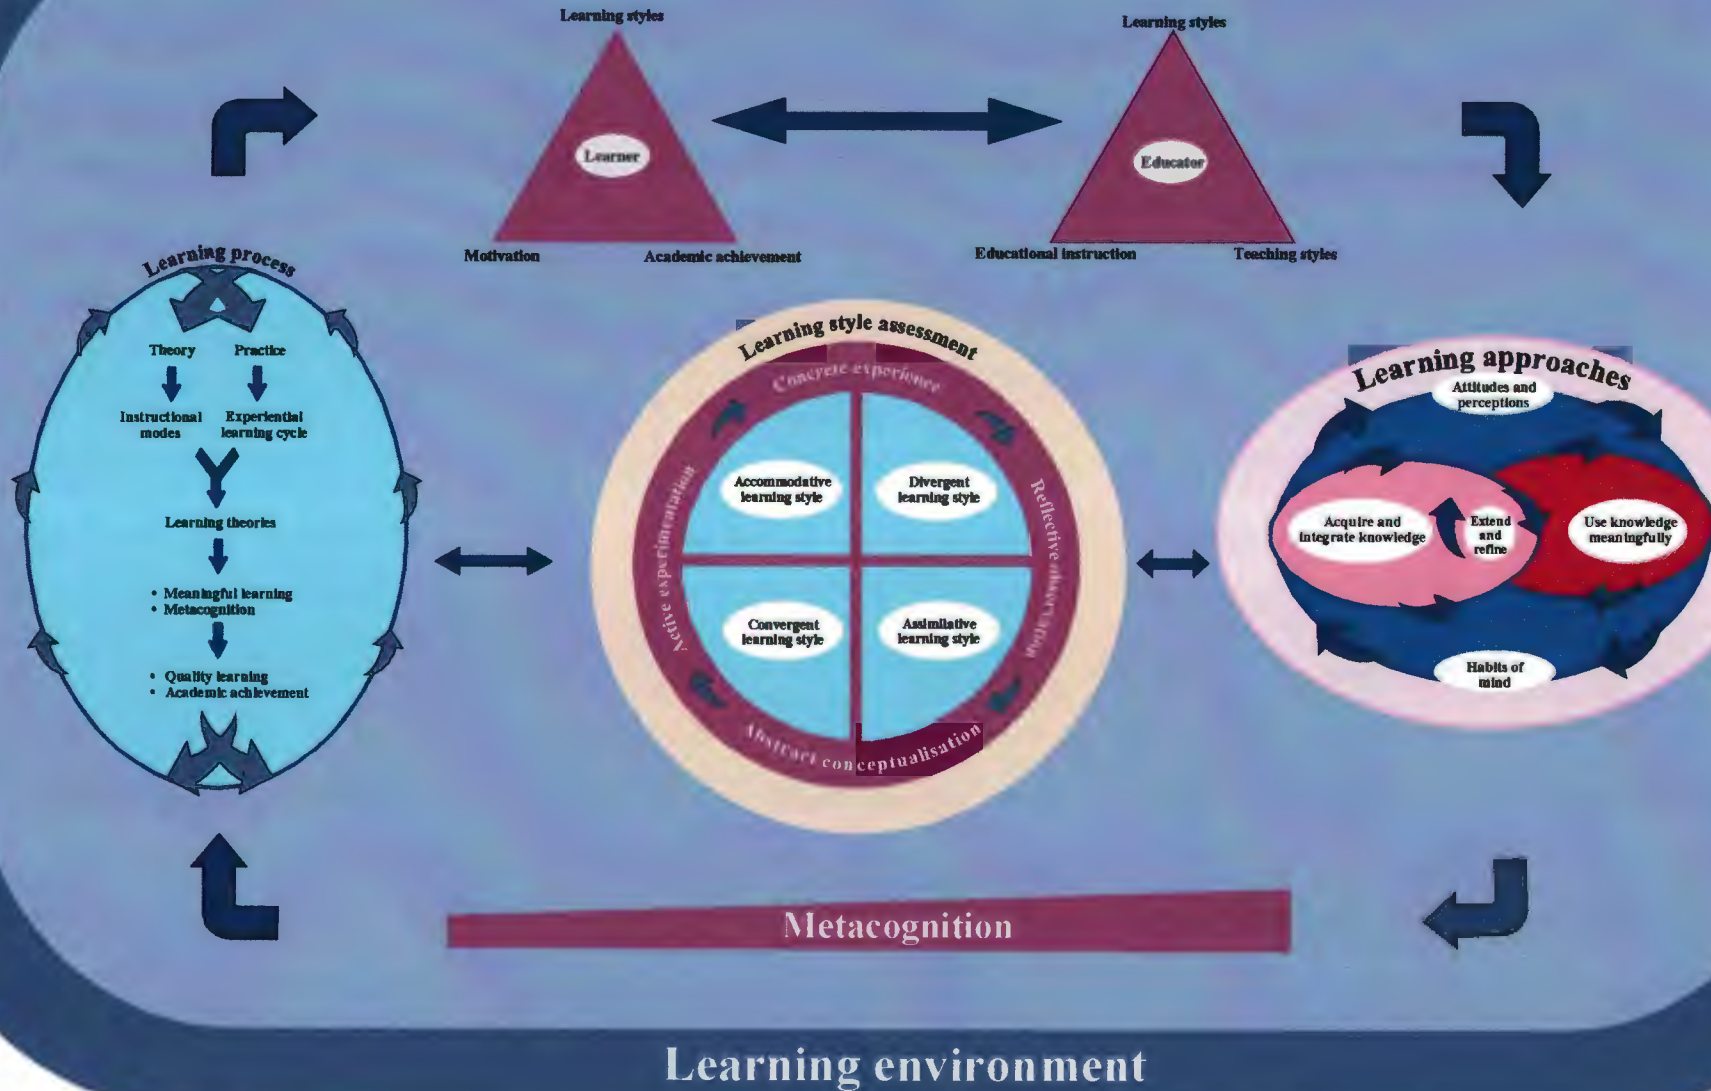 Learning styles
Learning styles
Learner
Educator
Motivation
Academic achievement
Educational instruction
Teaching styles
Learning process
Theory
Practice
Instructional
modes
Experiential
learning cycle
Learning theories
• Meaningful learning
• Metacognition
• Quality learning
• Academic achievement
Learning style assessment
Concrete experience
Reflective observation
Abstract conceptualisation
Active experimentation
Accommodative
learning style
Divergent
learning style
Convergent
learning style
Assimilative
learning style
Learning approaches
Attitudes and
perceptions
Acquire and
integrate knowledge
Extend
and
refine
Use knowledge
meaningfully
Habits of
mind
Metacognition
Learning environment